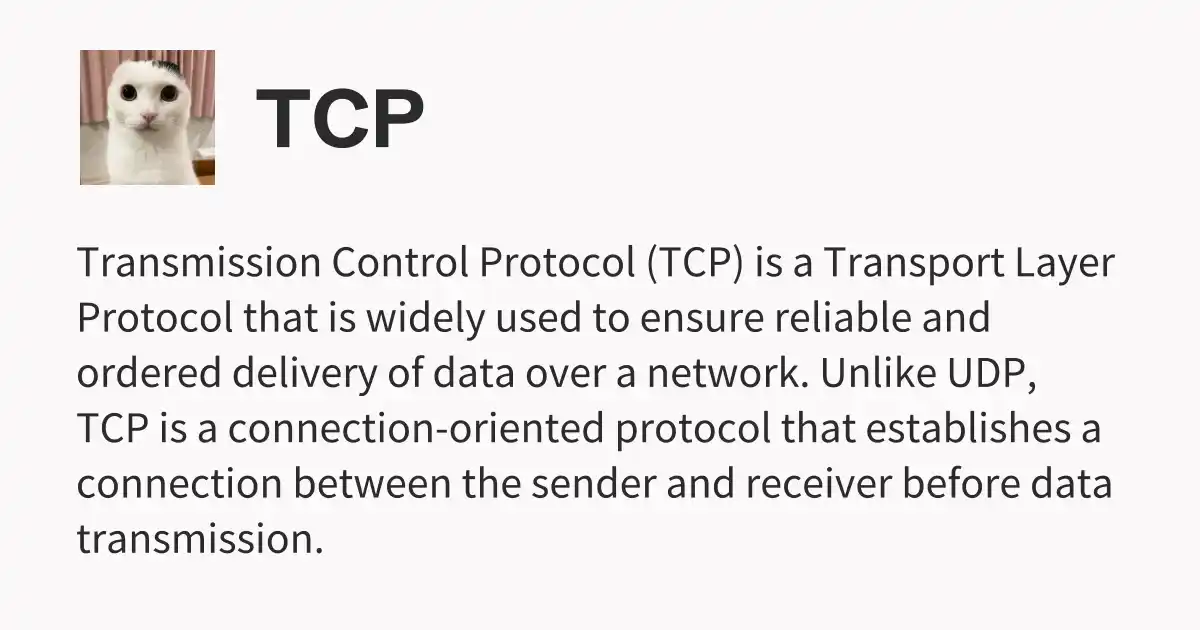 TCP
Transmission Control Protocol (TCP) is a Transport Layer
Protocol that is widely used to ensure reliable and
ordered delivery of data over a network. Unlike UDP,
TCP is a connection-oriented protocol that establishes a
connection between the sender and receiver before data
transmission.